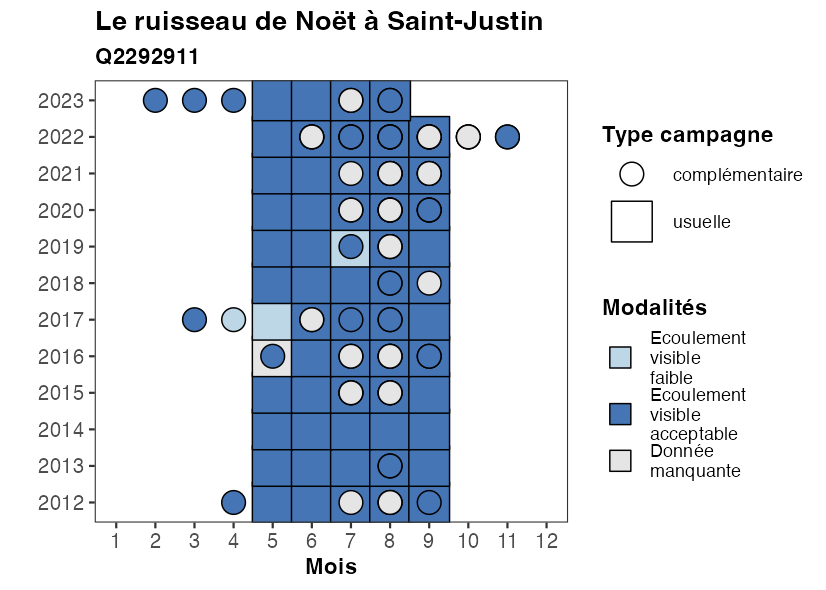 Le ruisseau de Noët à Saint-Justin
Q2292911
2023
2022
2021
2020
2019
2018
2017
2016
2015
2014
2013
2012
1 2 3 4 5 6 7 8 9 10 11 12
Mois
Type campagne
complémentaire
usuelle
Modalités
Ecoulement
visible
faible
Ecoulement
visible
acceptable
Donnée
manquante